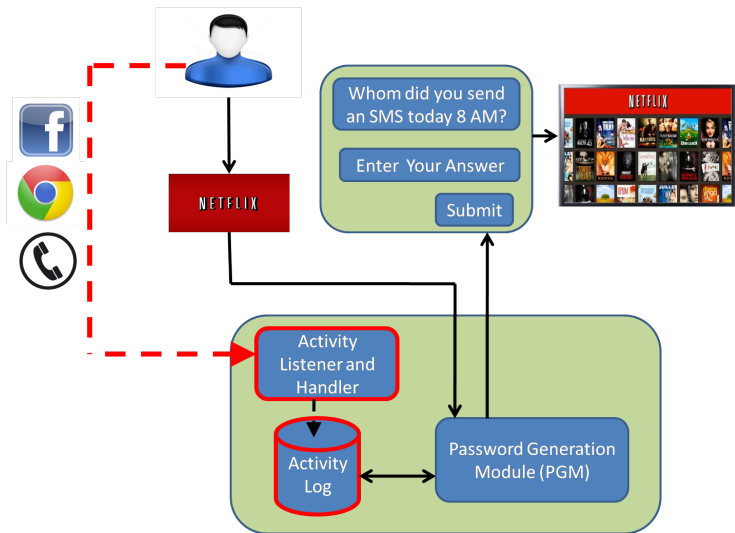 Whom did you send
an SMS today 8 AM?
Enter Your Answer
Submit
NETFLIX
NETFLIX
Activity
Listener and
Handler
Activity
Log
Password Generation
Module (PGM)